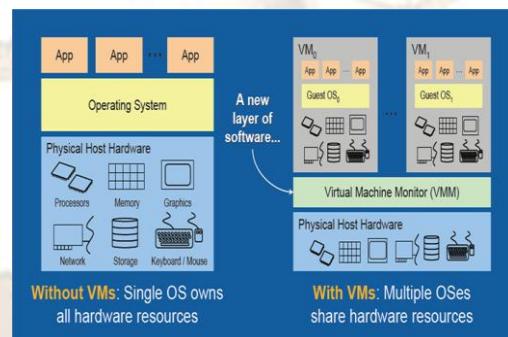 App App ... App
Operating System
Physical Host Hardware
Processors Memory Graphics
Network Storage Keyboard / Mouse
Without VMs: Single OS owns
all hardware resources
A new
layer of
software...
VM0
App App ... App
Guest OS0
...
VM1
App App ... App
Guest OS1
Virtual Machine Monitor (VMM)
Physical Host Hardware
With VMs: Multiple OSes
share hardware resources